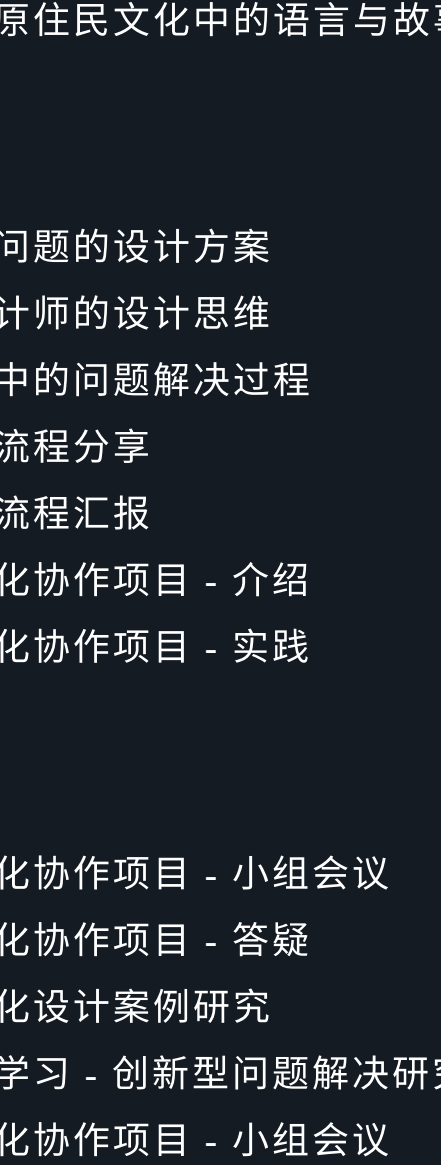 原住民文化中的语言与故事
问题的设计方案
计师的设计思维
中的问题解决过程
流程分享
流程汇报
化协作项目 - 介绍
化协作项目 - 实践
化协作项目 - 小组会议
化协作项目 - 答疑
化设计案例研究
学习 - 创新型问题解决研究
化协作项目 - 小组会议